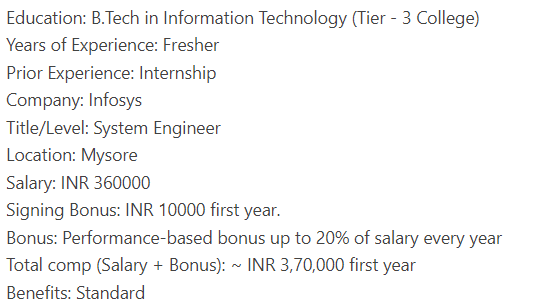 Education: B.Tech in Information Technology (Tier - 3 College)
Years of Experience: Fresher
Prior Experience: Internship
Company: Infosys
Title/Level: System Engineer
Location: Mysore
Salary: INR 360000
Signing Bonus: INR 10000 first year.
Bonus: Performance-based bonus up to 20% of salary every year
Total comp (Salary + Bonus): ~ INR 3,70,000 first year
Benefits: Standard